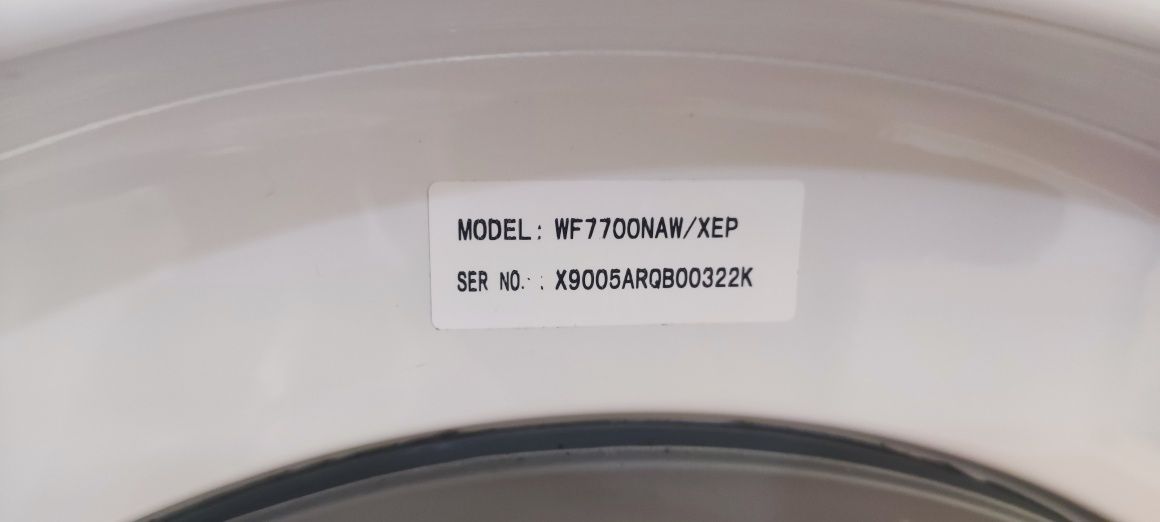 MODEL: WF7700NAW/XEP
SER NO. : X9005ARQB00322K